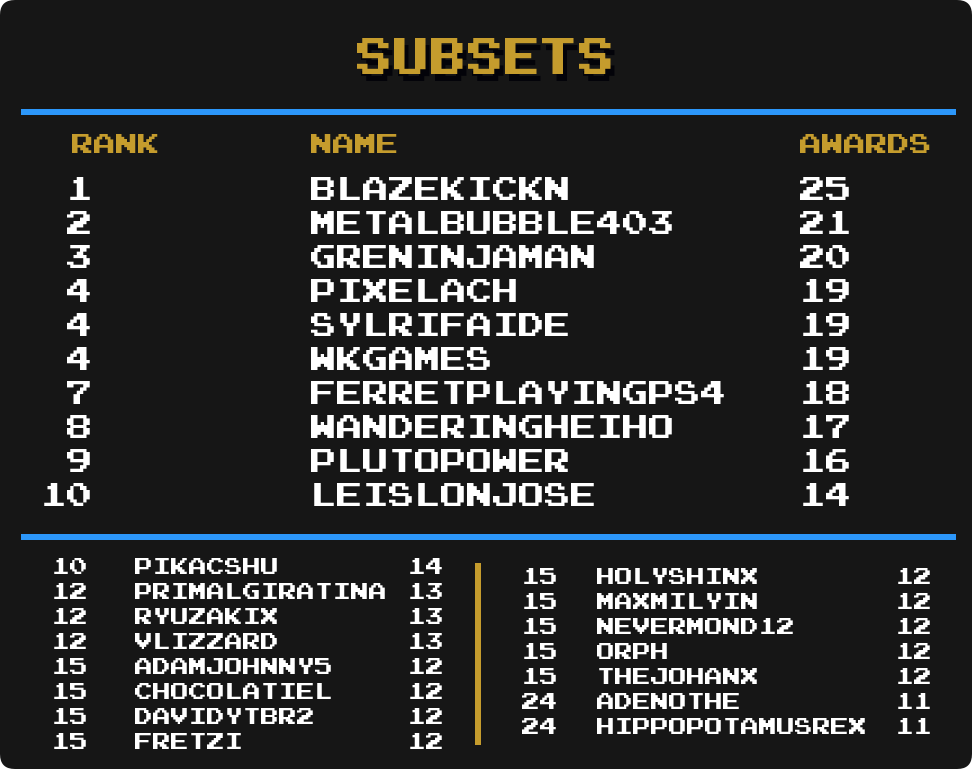 SUBSETS
RANK NAME AWARDS
1 BLAZEKICKN 25
2 METALBUBBLE403 21
3 GRENINJAMAN 20
4 PIXELACH 19
4 SYLRIFAIDE 19
4 WKGAMES 19
7 FERRETPLAYINGPS4 18
8 WANDERINGHEIHO 17
9 PLUTOPOWER 16
10 LEISLONJOSE 14
10 PIKACSHU 14
12 PRIMALGIRATINA 13
12 RYUZAKIX 13
12 VLIZZARD 13
15 ADAMJOHNNY5 12
15 CHOCOLATIEL 12
15 DAVIDYTBR2 12
15 FRETZI 12
15 HOLYSHINX 12
15 MAXMILYIN 12
15 NEVERMOND12 12
15 ORPH 12
15 THEJOHANX 12
24 ADENOTHE 11
24 HIPPOPOTAMUSREX 11